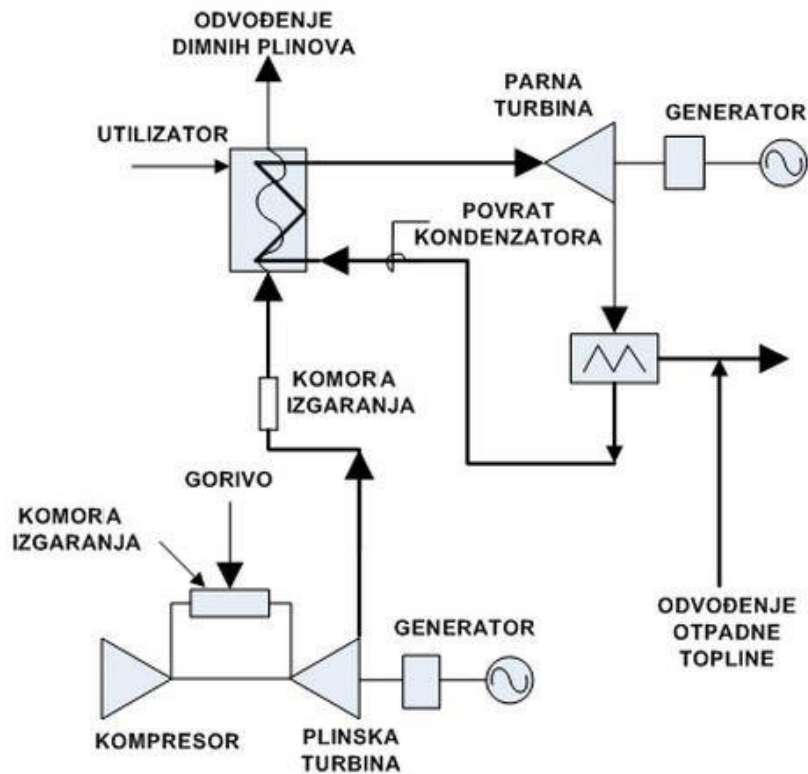 ODVOĐENJE
DIMNIH PLINOVA
PARNA
TURBINA
GENERATOR
UTILIZATOR
POVRAT
KONDENZATORA
KOMORA
IZGARANJA
GORIVO
KOMORA
IZGARANJA
GENERATOR
ODVOĐENJE
OTPADNE
TOPLINE
KOMPRESOR
PLINSKA
TURBINA